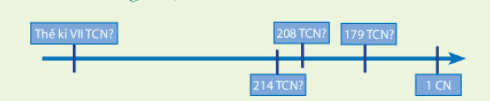 Thế kỉ VII TCN?
208 TCN?
179 TCN?
214 TCN?
1 CN